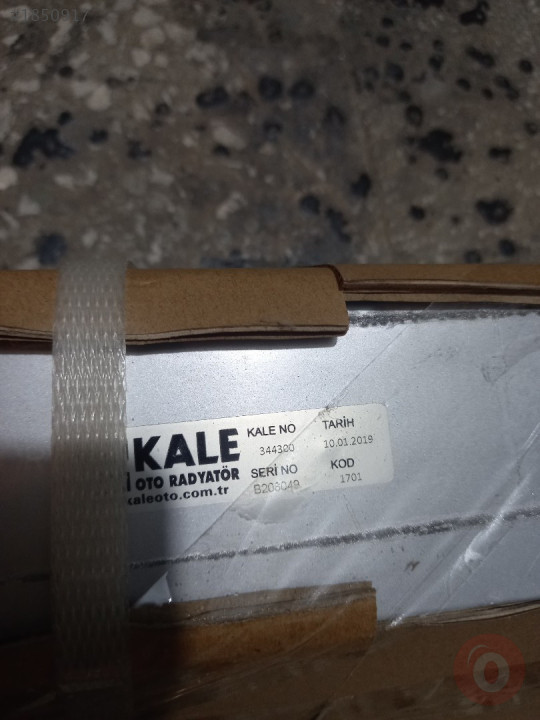 KALE
İ OTO RADYATÖR
kaleoto.com.tr
KALE NO
344300
SERİ NO
B208049
TARİH
10.01.2019
KOD
1701